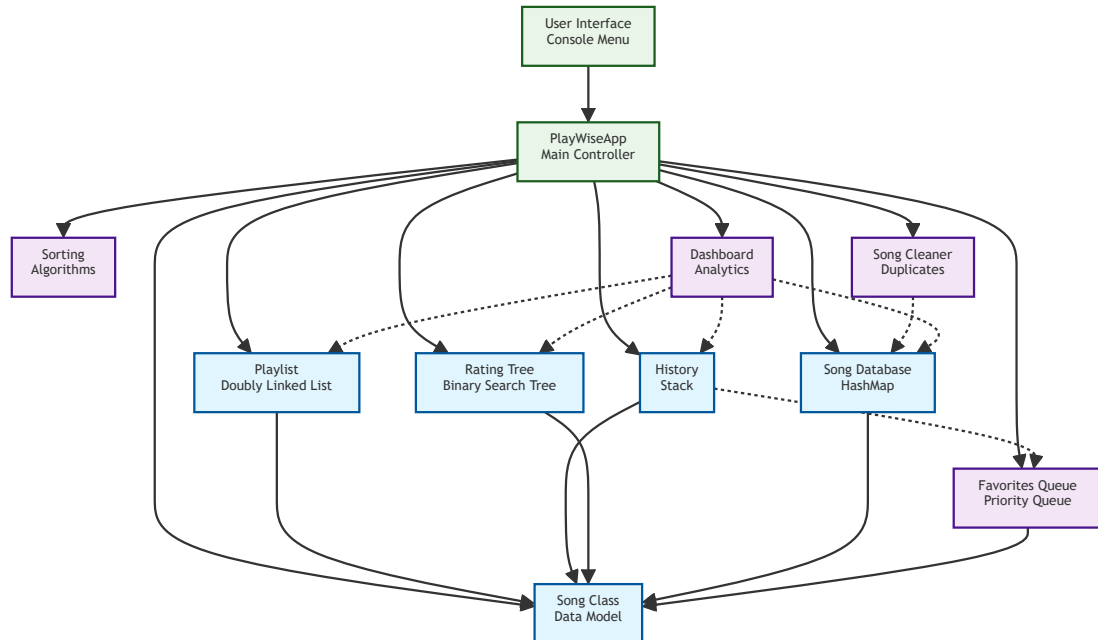 User Interface
Console Menu
PlayWiseApp
Main Controller
Sorting
Algorithms
Dashboard
Analytics
Song Cleaner
Duplicates
Playlist
Doubly Linked List
Rating Tree
Binary Search Tree
History
Stack
Song Database
HashMap
Favorites Queue
Priority Queue
Song Class
Data Model